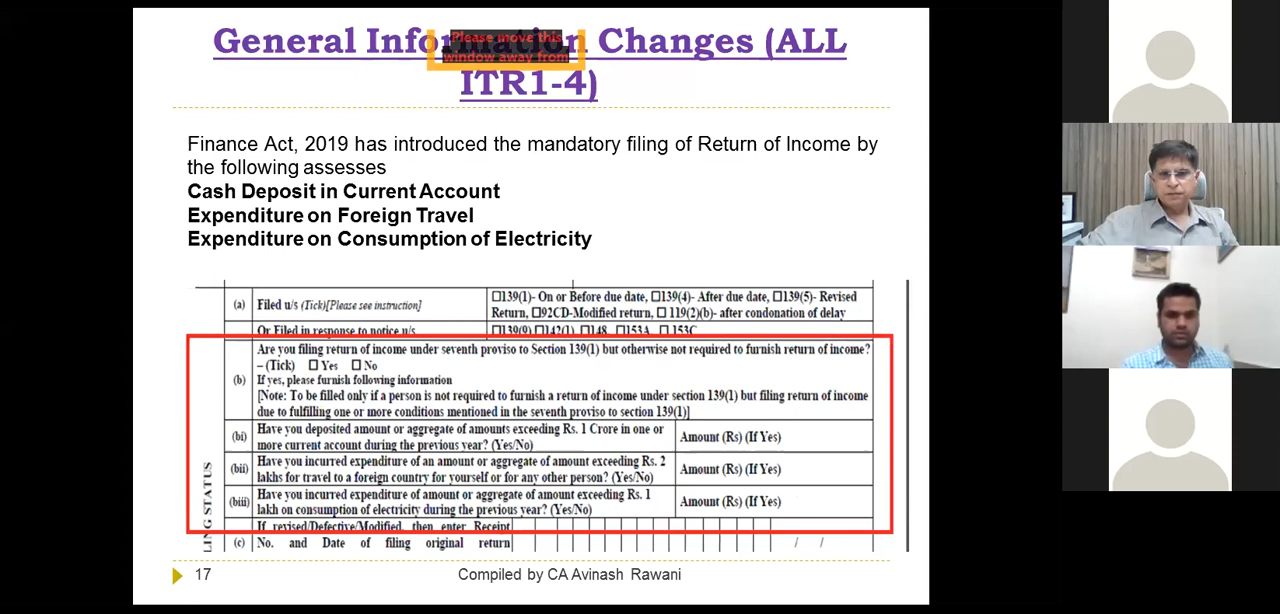 General Information Changes (ALL
Please move this
window away from
ITR1-4)
Finance Act, 2019 has introduced the mandatory filing of Return of Income by
the following assesses
Cash Deposit in Current Account
Expenditure on Foreign Travel
Expenditure on Consumption of Electricity
(a) Filed u/s (Tick)[Please see instruction] ☐139(1)- On or Before due date, ☐139(4)- After due date, ☐139(5)- Revised
Return, ☐92CD-Modified return, ☐ 119(2)(b)- after condonation of delay
Or Filed in response to notice u/s ☐139(9) ☐142(1) ☐148 ☐153A ☐ 153C
Are you filing return of income under seventh proviso to Section 139(1) but otherwise not required to furnish return of income?
– (Tick) ☐ Yes ☐ No
(b) If yes, please furnish following information
[Note: To be filled only if a person is not required to furnish a return of income under section 139(1) but filing return of income
due to fulfilling one or more conditions mentioned in the seventh proviso to section 139(1)]
(bi) Have you deposited amount or aggregate of amounts exceeding Rs. 1 Crore in one or
more current account during the previous year? (Yes/No) Amount (Rs) (If Yes)
(bii) Have you incurred expenditure of an amount or aggregate of amount exceeding Rs. 2
lakhs for travel to a foreign country for yourself or for any other person? (Yes/No) Amount (Rs) (If Yes)
(biii) Have you incurred expenditure of amount or aggregate of amount exceeding Rs. 1
lakh on consumption of electricity during the previous year? (Yes/No) Amount (Rs) (If Yes)
If revised/Defective/Modified, then enter Receipt
(c) No. and Date of filing original return / /
LING STATUS
17 Compiled by CA Avinash Rawani